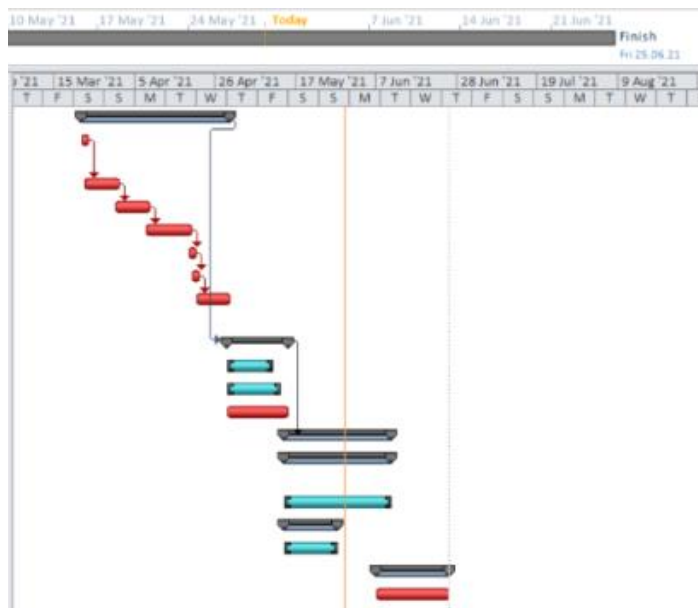 10 May '21 17 May '21 24 May '21 Today 7 Jun '21 14 Jun '21 21 Jun '21
Finish
Fri 25.06.21
'21 15 Mar '21 5 Apr '21 26 Apr '21 17 May '21 7 Jun '21 28 Jun '21 19 Jul '21 9 Aug '21
T F S S M T W T F S S M T W T F S S M T W T